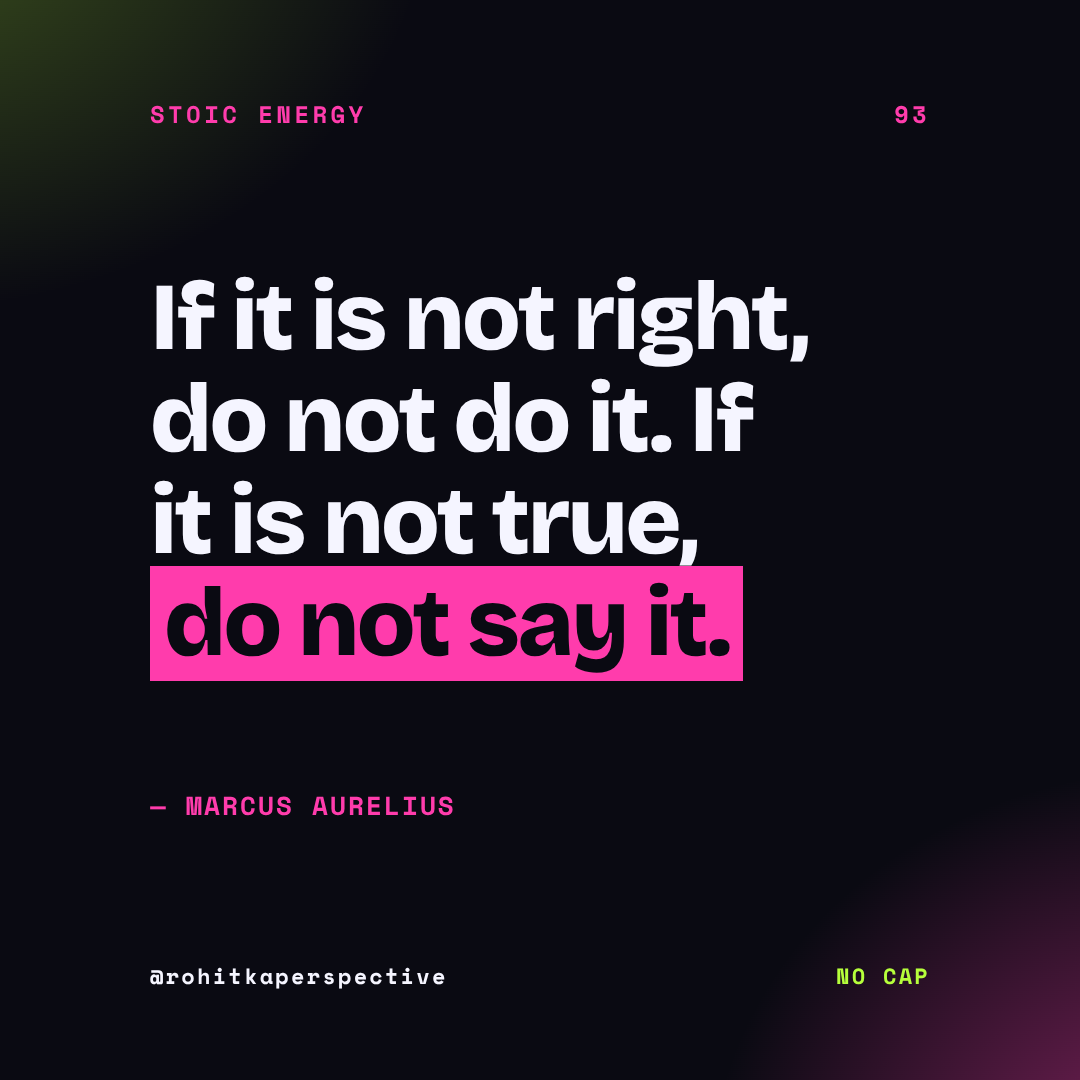 STOIC ENERGY
93
If it is not right,
do not do it. If
it is not true,
do not say it.
— MARCUS AURELIUS
@rohitkaperspective
NO CAP